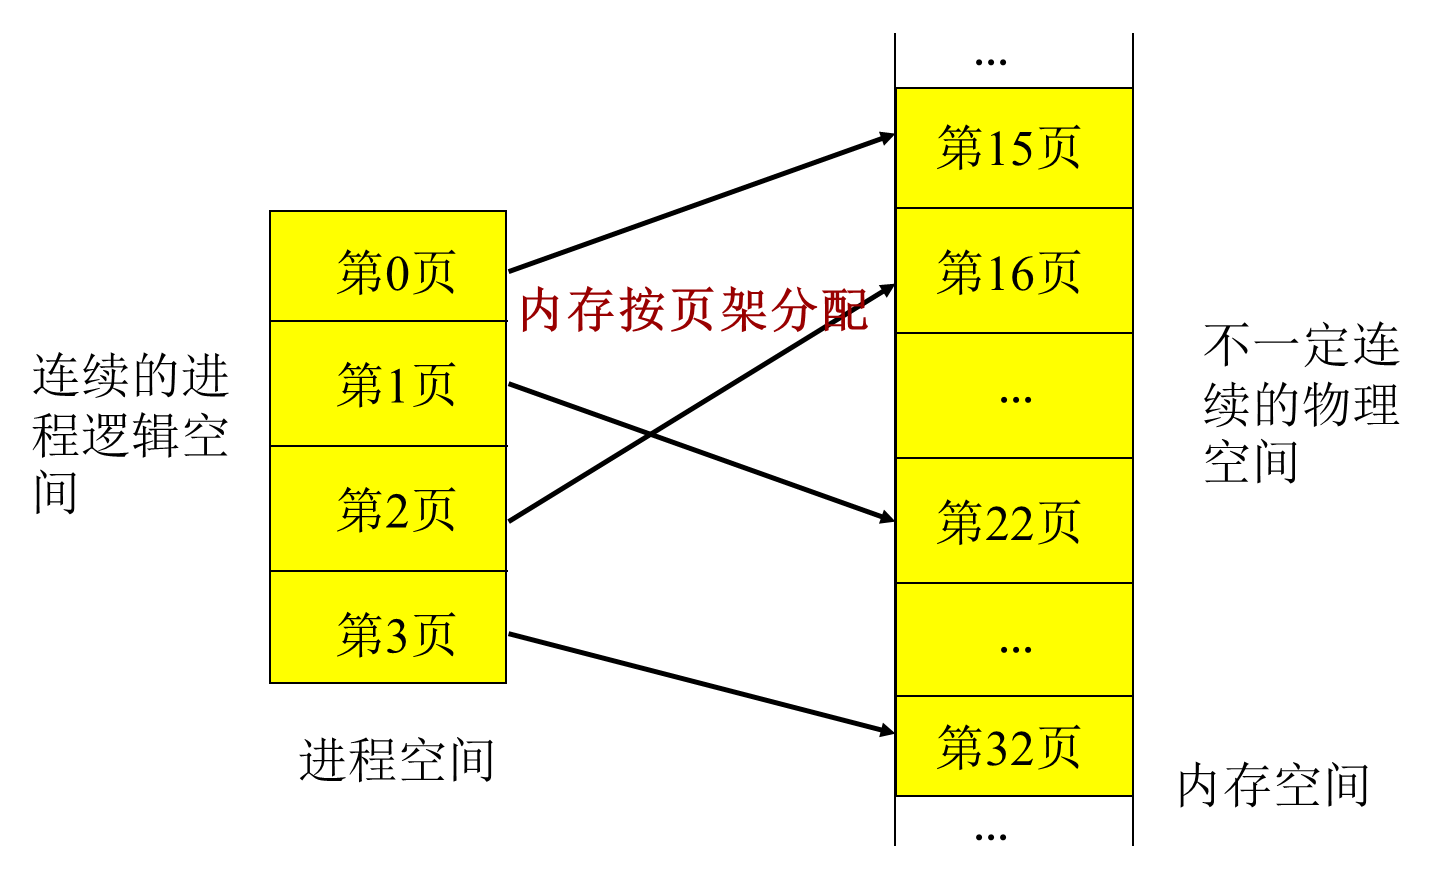 连续的进
程逻辑空
间
第0页
第1页
第2页
第3页
进程空间
内存按页架分配
...
第15页
第16页
...
第22页
...
第32页
...
不一定连
续的物理
空间
内存空间